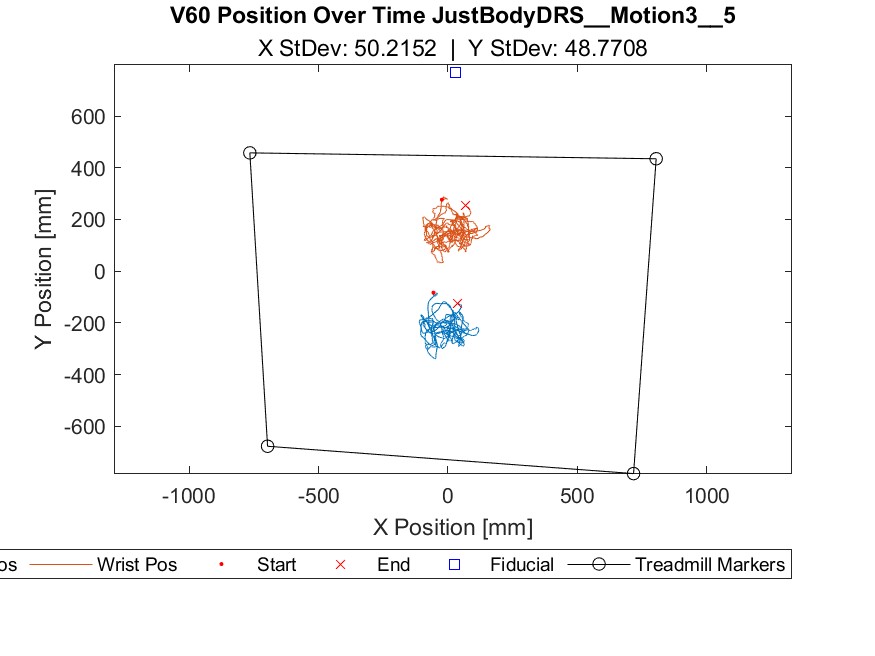 V60 Position Over Time JustBodyDRS__Motion3__5
X StDev: 50.2152 | Y StDev: 48.7708
600
400
200
0
-200
-400
-600
Y Position [mm]
-1000 -500 0 500 1000
X Position [mm]
os Wrist Pos Start End Fiducial Treadmill Markers